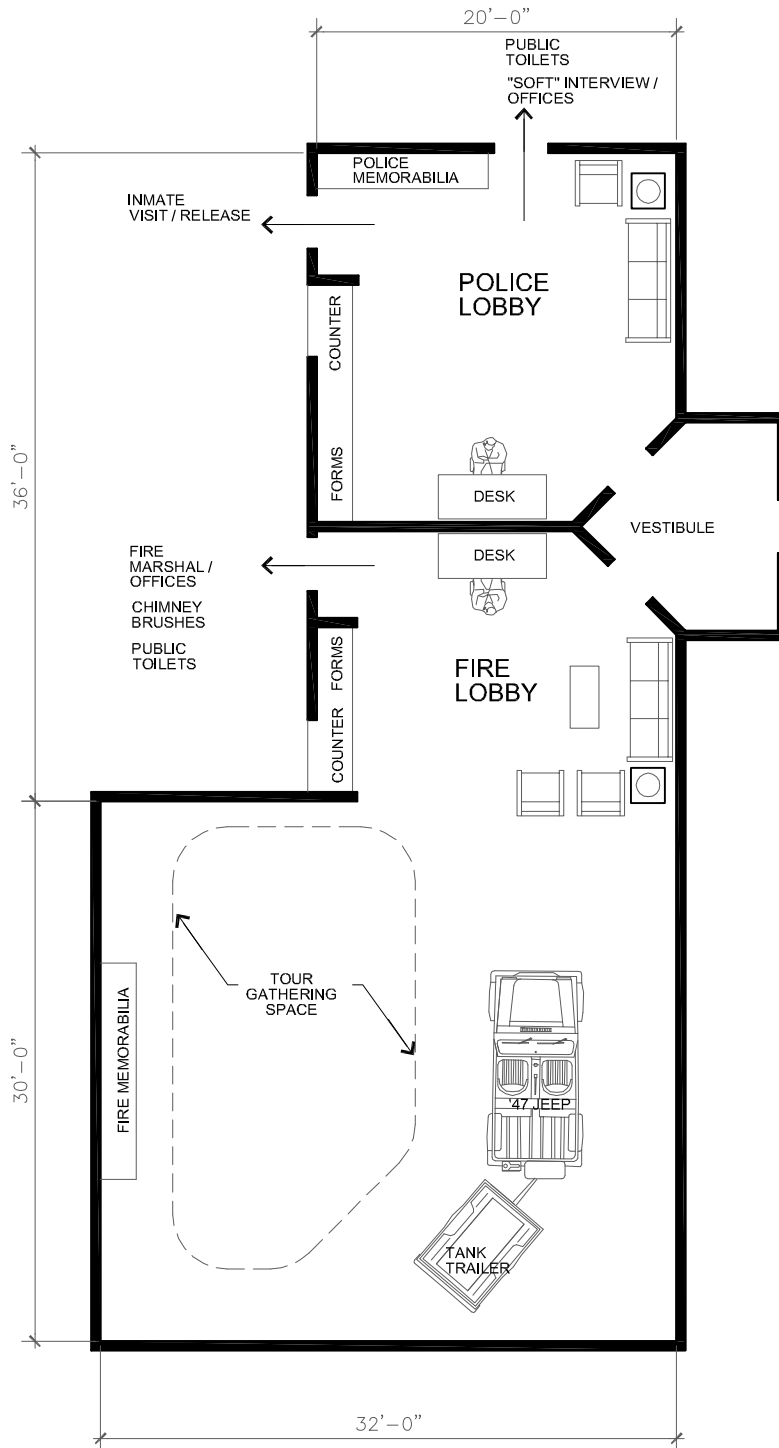 20'-0"
PUBLIC
TOILETS
"SOFT" INTERVIEW /
OFFICES
POLICE
MEMORABILIA
INMATE
VISIT / RELEASE
POLICE
LOBBY
COUNTER
FORMS
36'-0"
DESK
VESTIBULE
DESK
FIRE
MARSHAL /
OFFICES
CHIMNEY
BRUSHES
PUBLIC
TOILETS
FORMS
COUNTER
FIRE
LOBBY
TOUR
GATHERING
SPACE
FIRE MEMORABILIA
30'-0"
'47 JEEP
TANK
TRAILER
32'-0"